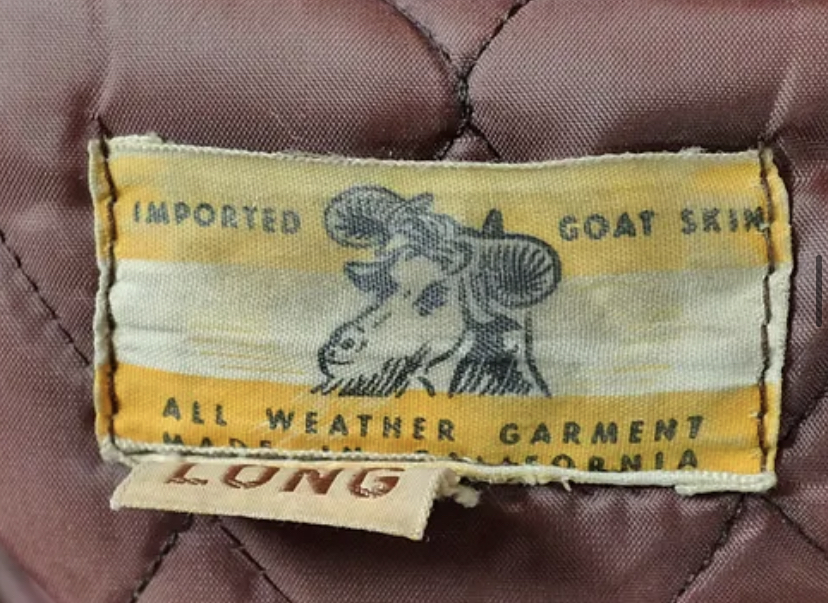 IMPORTED GOAT SKIN
ALL WEATHER GARMENT
MADE IN CALIFORNIA
LONG